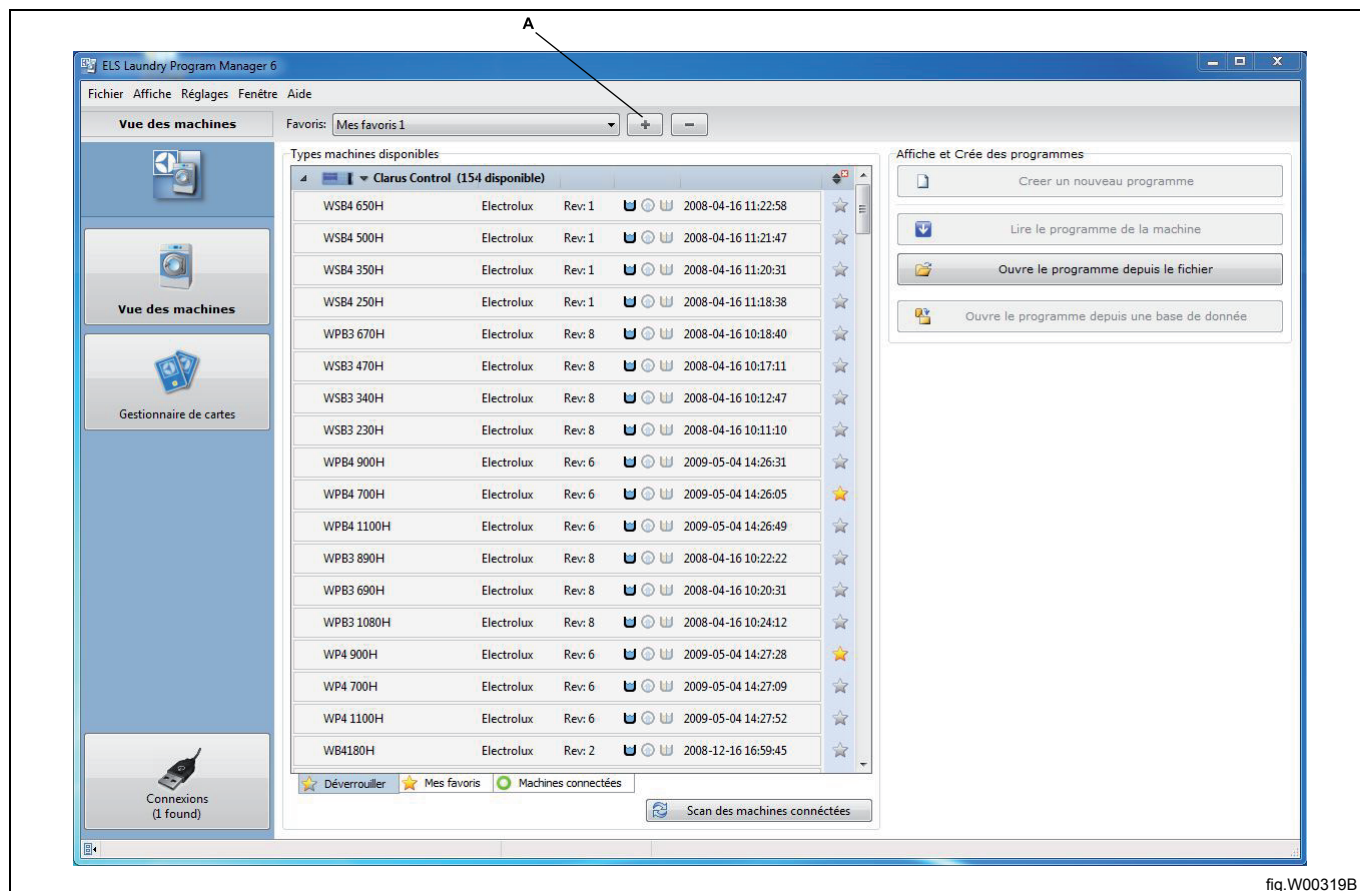 A
ELS Laundry Program Manager 6
Fichier Affiche Réglages Fenêtre Aide
Vue des machines
Favoris: Mes favoris 1
Types machines disponibles
Clarus Control (154 disponible)
WSB4 650H Electrolux Rev: 1 2008-04-16 11:22:58
WSB4 500H Electrolux Rev: 1 2008-04-16 11:21:47
WSB4 350H Electrolux Rev: 1 2008-04-16 11:20:31
WSB4 250H Electrolux Rev: 1 2008-04-16 11:18:38
WPB3 670H Electrolux Rev: 8 2008-04-16 10:18:40
WSB3 470H Electrolux Rev: 8 2008-04-16 10:17:11
WSB3 340H Electrolux Rev: 8 2008-04-16 10:12:47
WSB3 230H Electrolux Rev: 8 2008-04-16 10:11:10
WPB4 900H Electrolux Rev: 6 2009-05-04 14:26:31
WPB4 700H Electrolux Rev: 6 2009-05-04 14:26:05
WPB4 1100H Electrolux Rev: 6 2009-05-04 14:26:49
WPB3 890H Electrolux Rev: 8 2008-04-16 10:22:22
WPB3 690H Electrolux Rev: 8 2008-04-16 10:20:31
WPB3 1080H Electrolux Rev: 8 2008-04-16 10:24:12
WP4 900H Electrolux Rev: 6 2009-05-04 14:27:28
WP4 700H Electrolux Rev: 6 2009-05-04 14:27:09
WP4 1100H Electrolux Rev: 6 2009-05-04 14:27:52
WB4180H Electrolux Rev: 2 2008-12-16 16:59:45
Déverrouiller Mes favoris Machines connectées
Scan des machines connéctées
Affiche et Crée des programmes
Creer un nouveau programme
Lire le programme de la machine
Ouvre le programme depuis le fichier
Ouvre le programme depuis une base de donnée
Vue des machines
Gestionnaire de cartes
Connexions
(1 found)
fig.W00319B